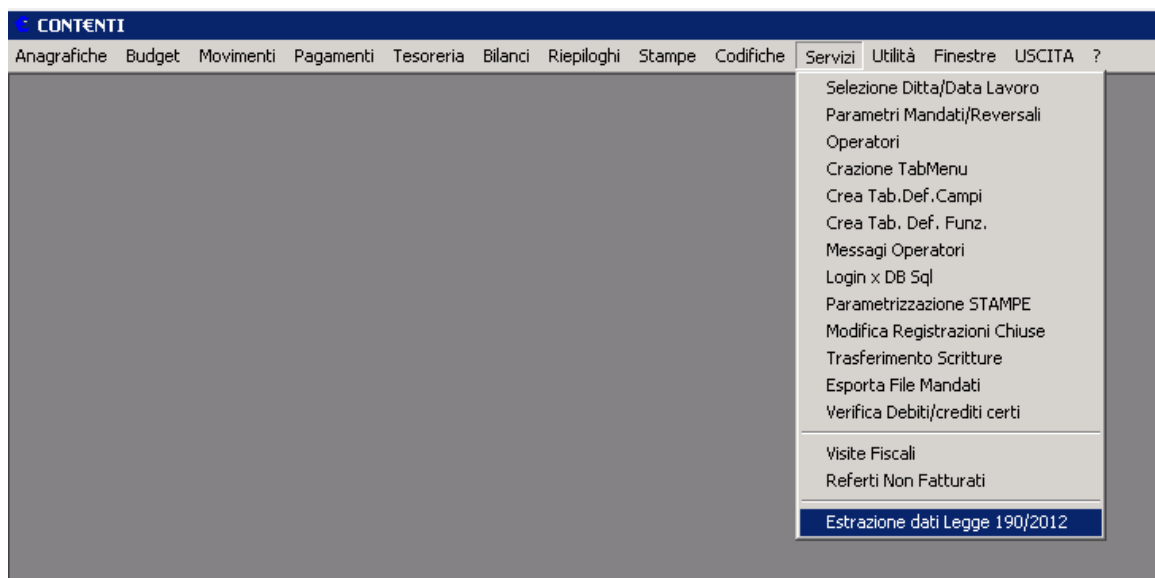 CONT€NTI
Anagrafiche Budget Movimenti Pagamenti Tesoreria Bilanci Riepiloghi Stampe Codifiche Servizi Utilità Finestre USCITA ?
Selezione Ditta/Data Lavoro
Parametri Mandati/Reversali
Operatori
Crazione TabMenu
Crea Tab.Def.Campi
Crea Tab. Def. Funz.
Messagi Operatori
Login x DB Sql
Parametrizzazione STAMPE
Modifica Registrazioni Chiuse
Trasferimento Scritture
Esporta File Mandati
Verifica Debiti/crediti certi
Visite Fiscali
Referti Non Fatturati
Estrazione dati Legge 190/2012